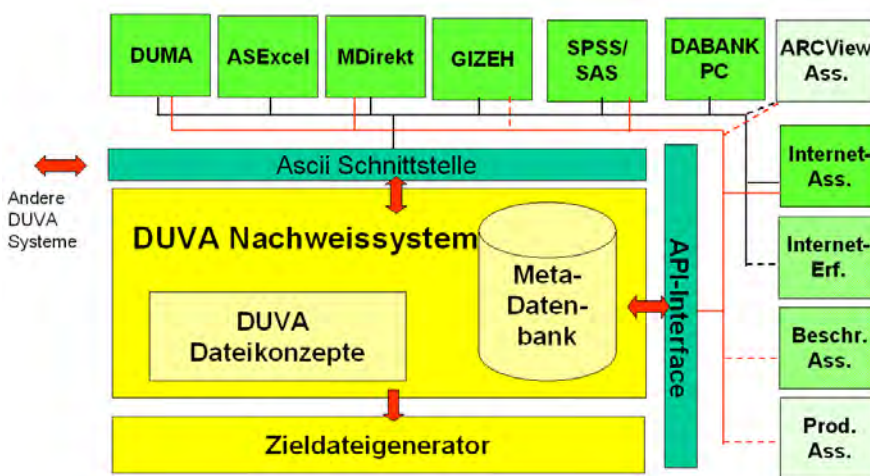 DUMA
ASExcel
MDirekt
GIZEH
SPSS/
SAS
DABANK
PC
ARCView
Ass.
Ascii Schnittstelle
Andere
DUVA
Systeme
DUVA Nachweissystem
Meta-
Daten-
bank
DUVA
Dateikonzepte
API-Interface
Internet-
Ass.
Internet-
Erf.
Beschr.
Ass.
Prod.
Ass.
Zieldateigenerator